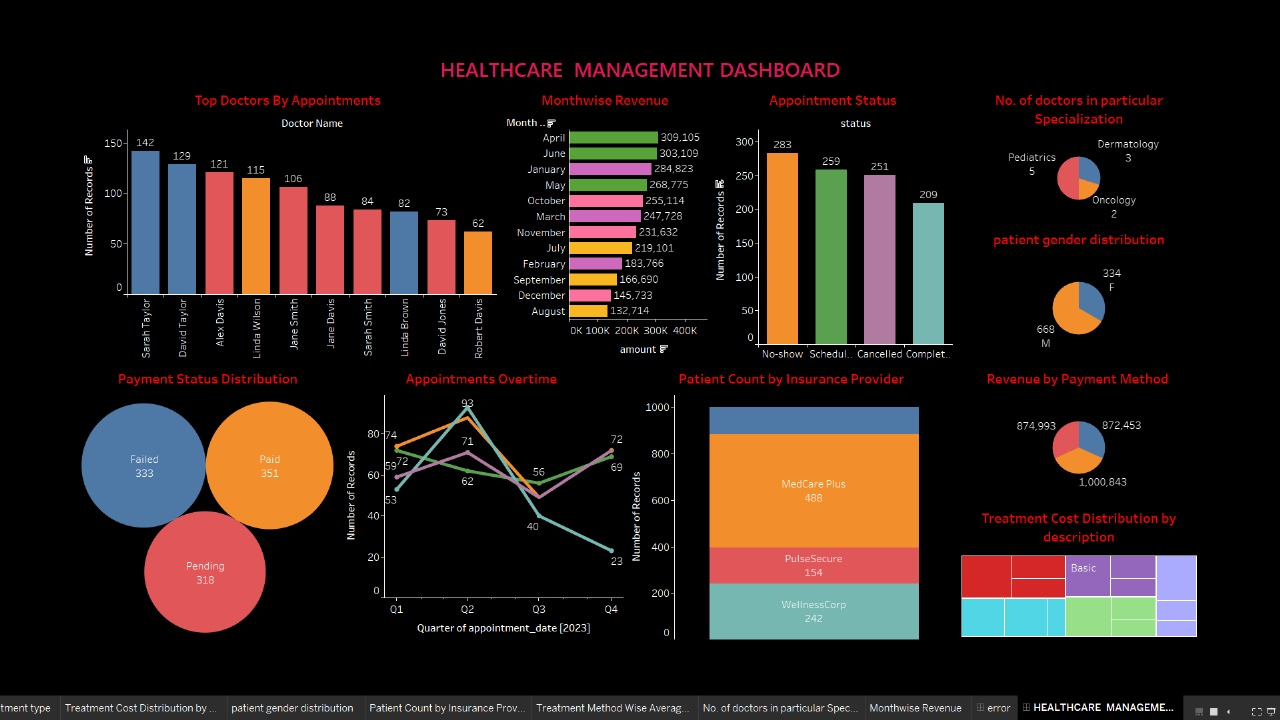 HEALTHCARE MANAGEMENT DASHBOARD
Top Doctors By Appointments
Doctor Name
Number of Records
150
100
50
0
142
129
121
115
106
88
84
82
73
62
Sarah Taylor
David Taylor
Alex Davis
Linda Wilson
Jane Smith
Jane Davis
Sarah Smith
Linda Brown
David Jones
Robert Davis
Monthwise Revenue
Month ..
April 309,105
June 303,109
January 284,823
May 268,775
October 255,114
March 247,728
November 231,632
July 219,101
February 183,766
September 166,690
December 145,733
August 132,714
0K 100K 200K 300K 400K
amount
Appointment Status
status
Number of Records
300
250
200
150
100
50
0
283
259
251
209
No-show Schedul.. Cancelled Complet..
No. of doctors in particular
Specialization
Dermatology
3
Pediatrics
5
Oncology
2
patient gender distribution
334
F
668
M
Payment Status Distribution
Failed
333
Paid
351
Pending
318
Appointments Overtime
Number of Records
80
60
40
20
0
74
59
72
53
93
71
62
56
40
72
69
23
Q1 Q2 Q3 Q4
Quarter of appointment_date [2023]
Patient Count by Insurance Provider
Number of Records
1000
800
600
400
200
0
MedCare Plus
488
PulseSecure
154
WellnessCorp
242
Revenue by Payment Method
874,993
872,453
1,000,843
Treatment Cost Distribution by
description
Basic
tment type
Treatment Cost Distribution by ...
patient gender distribution
Patient Count by Insurance Prov...
Treatment Method Wise Averag...
No. of doctors in particular Spec...
Monthwise Revenue
error
HEALTHCARE MANAGEME...